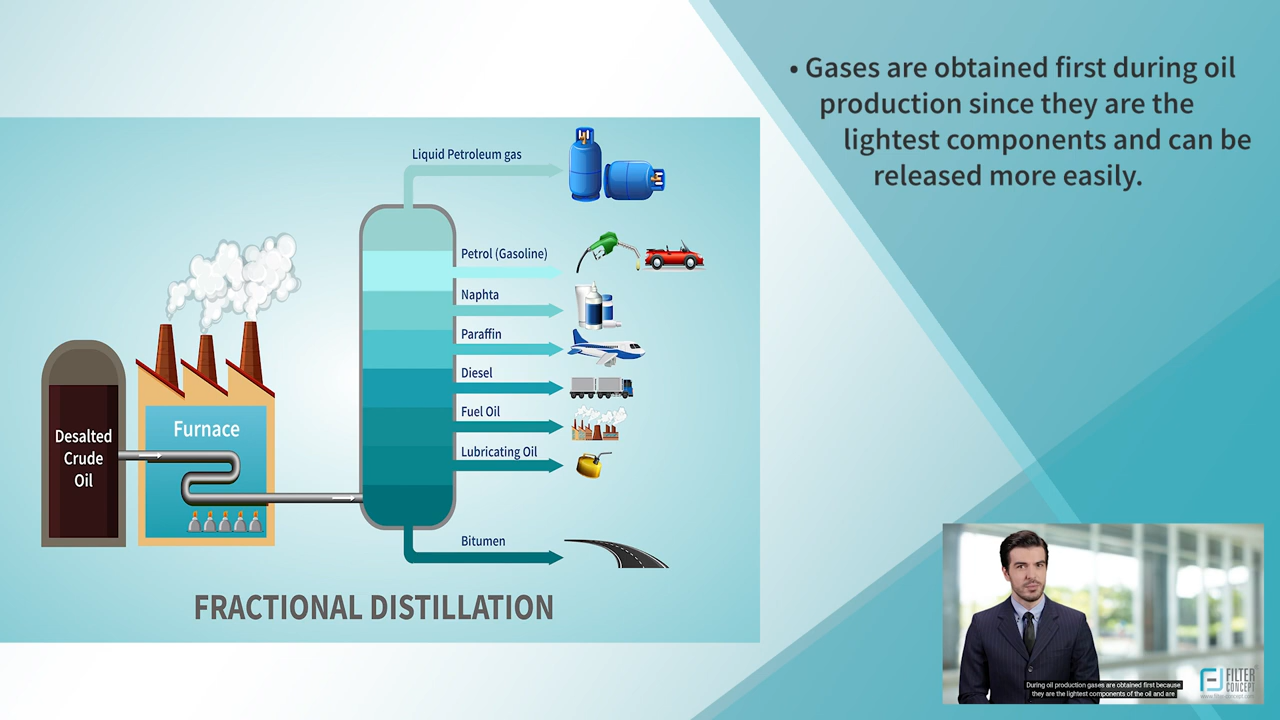 • Gases are obtained first during oil
production since they are the
lightest components and can be
released more easily.
Liquid Petroleum gas
Petrol (Gasoline)
Naphta
Paraffin
Diesel
Fuel Oil
Lubricating Oil
Bitumen
Desalted
Crude
Oil
Furnace
FRACTIONAL DISTILLATION
During oil production gases are obtained first because
they are the lightest components of the oil and are
FILTER
CONCEPT